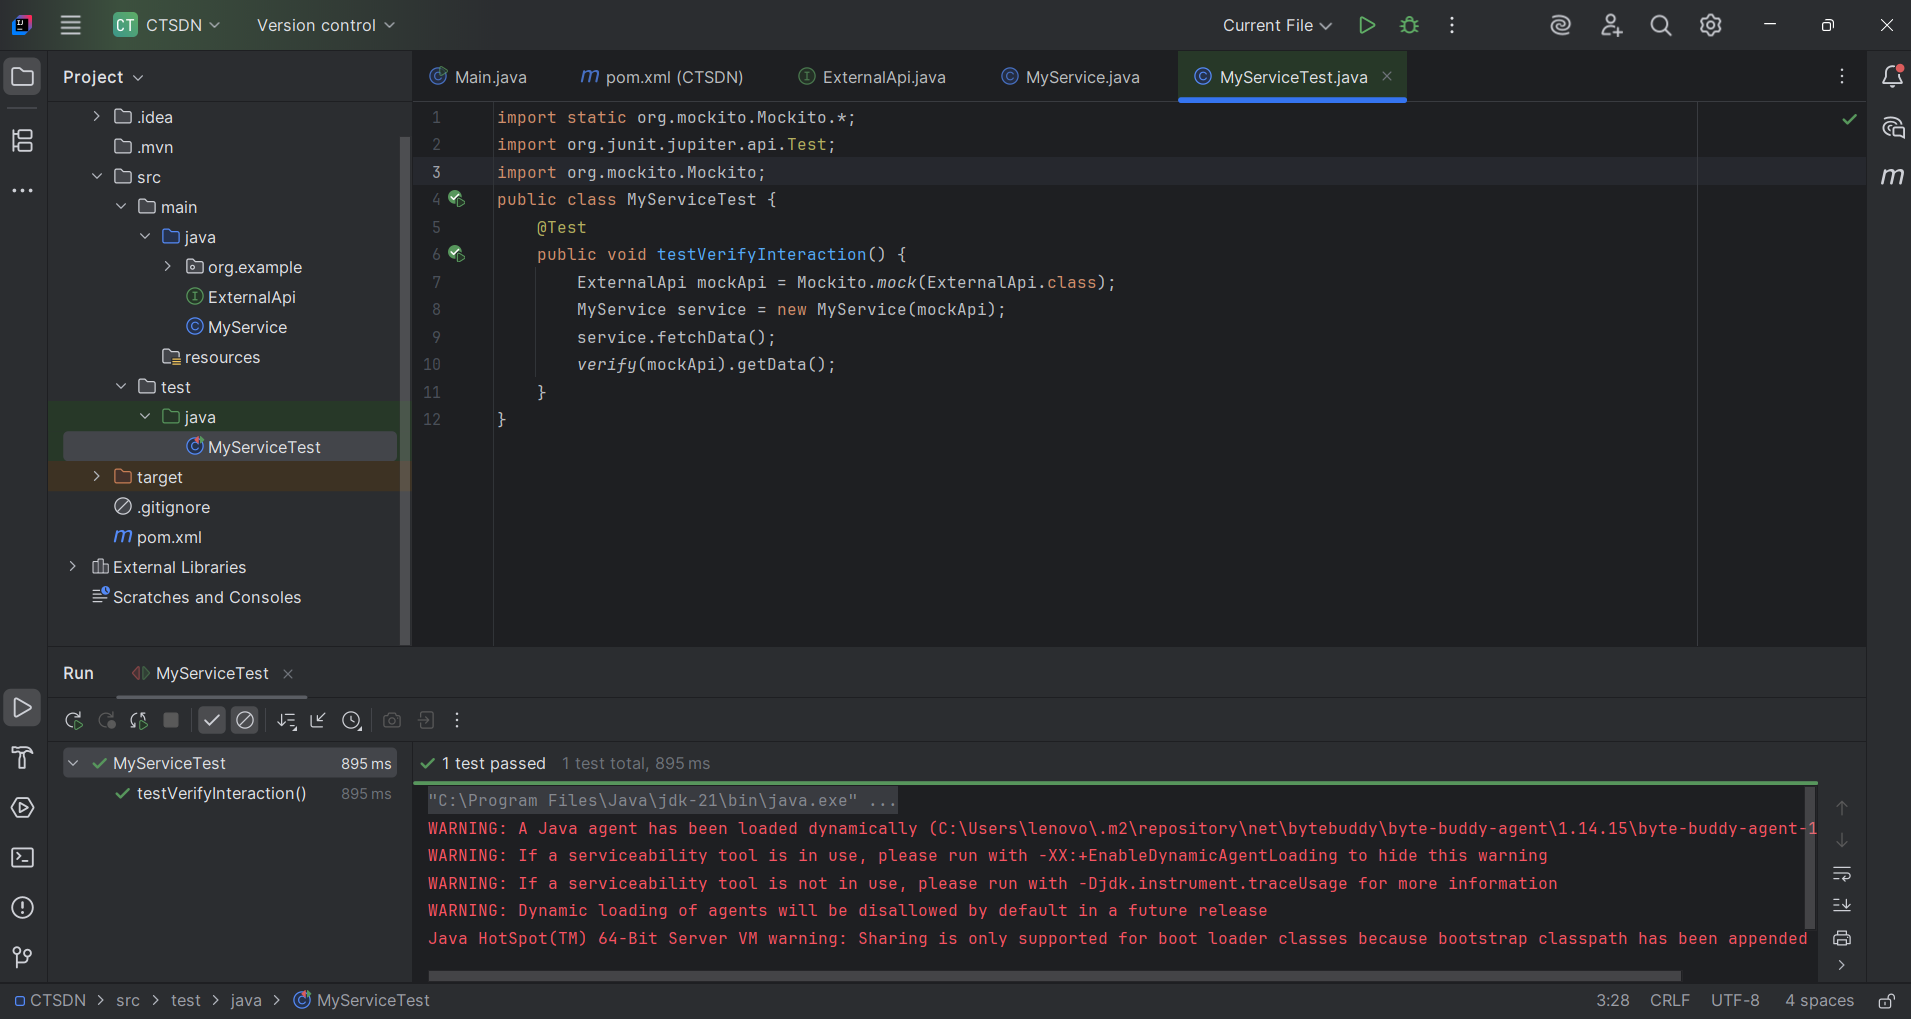 CT CTSDN Version control Current File
Project
Main.java
m pom.xml (CTSDN)
ExternalApi.java
MyService.java
MyServiceTest.java
.idea
.mvn
src
main
java
org.example
ExternalApi
MyService
resources
test
java
MyServiceTest
target
.gitignore
m pom.xml
External Libraries
Scratches and Consoles
1 import static org.mockito.Mockito.*;
2 import org.junit.jupiter.api.Test;
3 import org.mockito.Mockito;
4 public class MyServiceTest {
5 @Test
6 public void testVerifyInteraction() {
7 ExternalApi mockApi = Mockito.mock(ExternalApi.class);
8 MyService service = new MyService(mockApi);
9 service.fetchData();
10 verify(mockApi).getData();
11 }
12 }
m
Run MyServiceTest
MyServiceTest 895 ms
testVerifyInteraction() 895 ms
1 test passed 1 test total, 895 ms
"C:\Program Files\Java\jdk-21\bin\java.exe" ...
WARNING: A Java agent has been loaded dynamically (C:\Users\lenovo\.m2\repository\net\bytebuddy\byte-buddy-agent\1.14.15\byte-buddy-agent-1
WARNING: If a serviceability tool is in use, please run with -XX:+EnableDynamicAgentLoading to hide this warning
WARNING: If a serviceability tool is not in use, please run with -Djdk.instrument.traceUsage for more information
WARNING: Dynamic loading of agents will be disallowed by default in a future release
Java HotSpot(TM) 64-Bit Server VM warning: Sharing is only supported for boot loader classes because bootstrap classpath has been appended
CTSDN > src > test > java > MyServiceTest
3:28 CRLF UTF-8 4 spaces